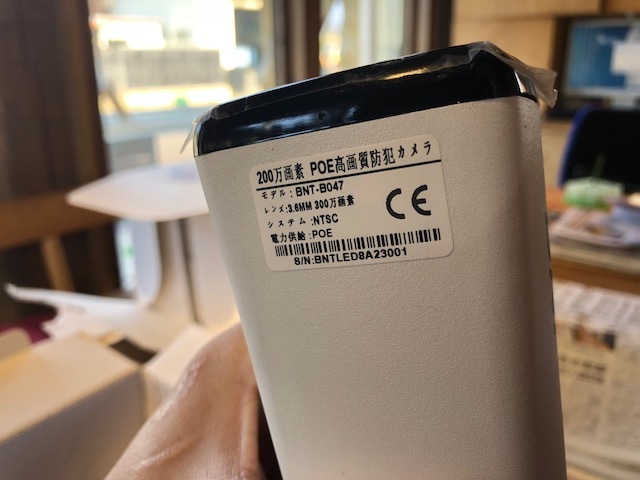 200万画素 POE高画質防犯カメラ
モデル:BNT-B047
レンズ:3.6MM 300万画素
システム:NTSC
電力供給:POE
CE
S/N:BNTLED8A23001